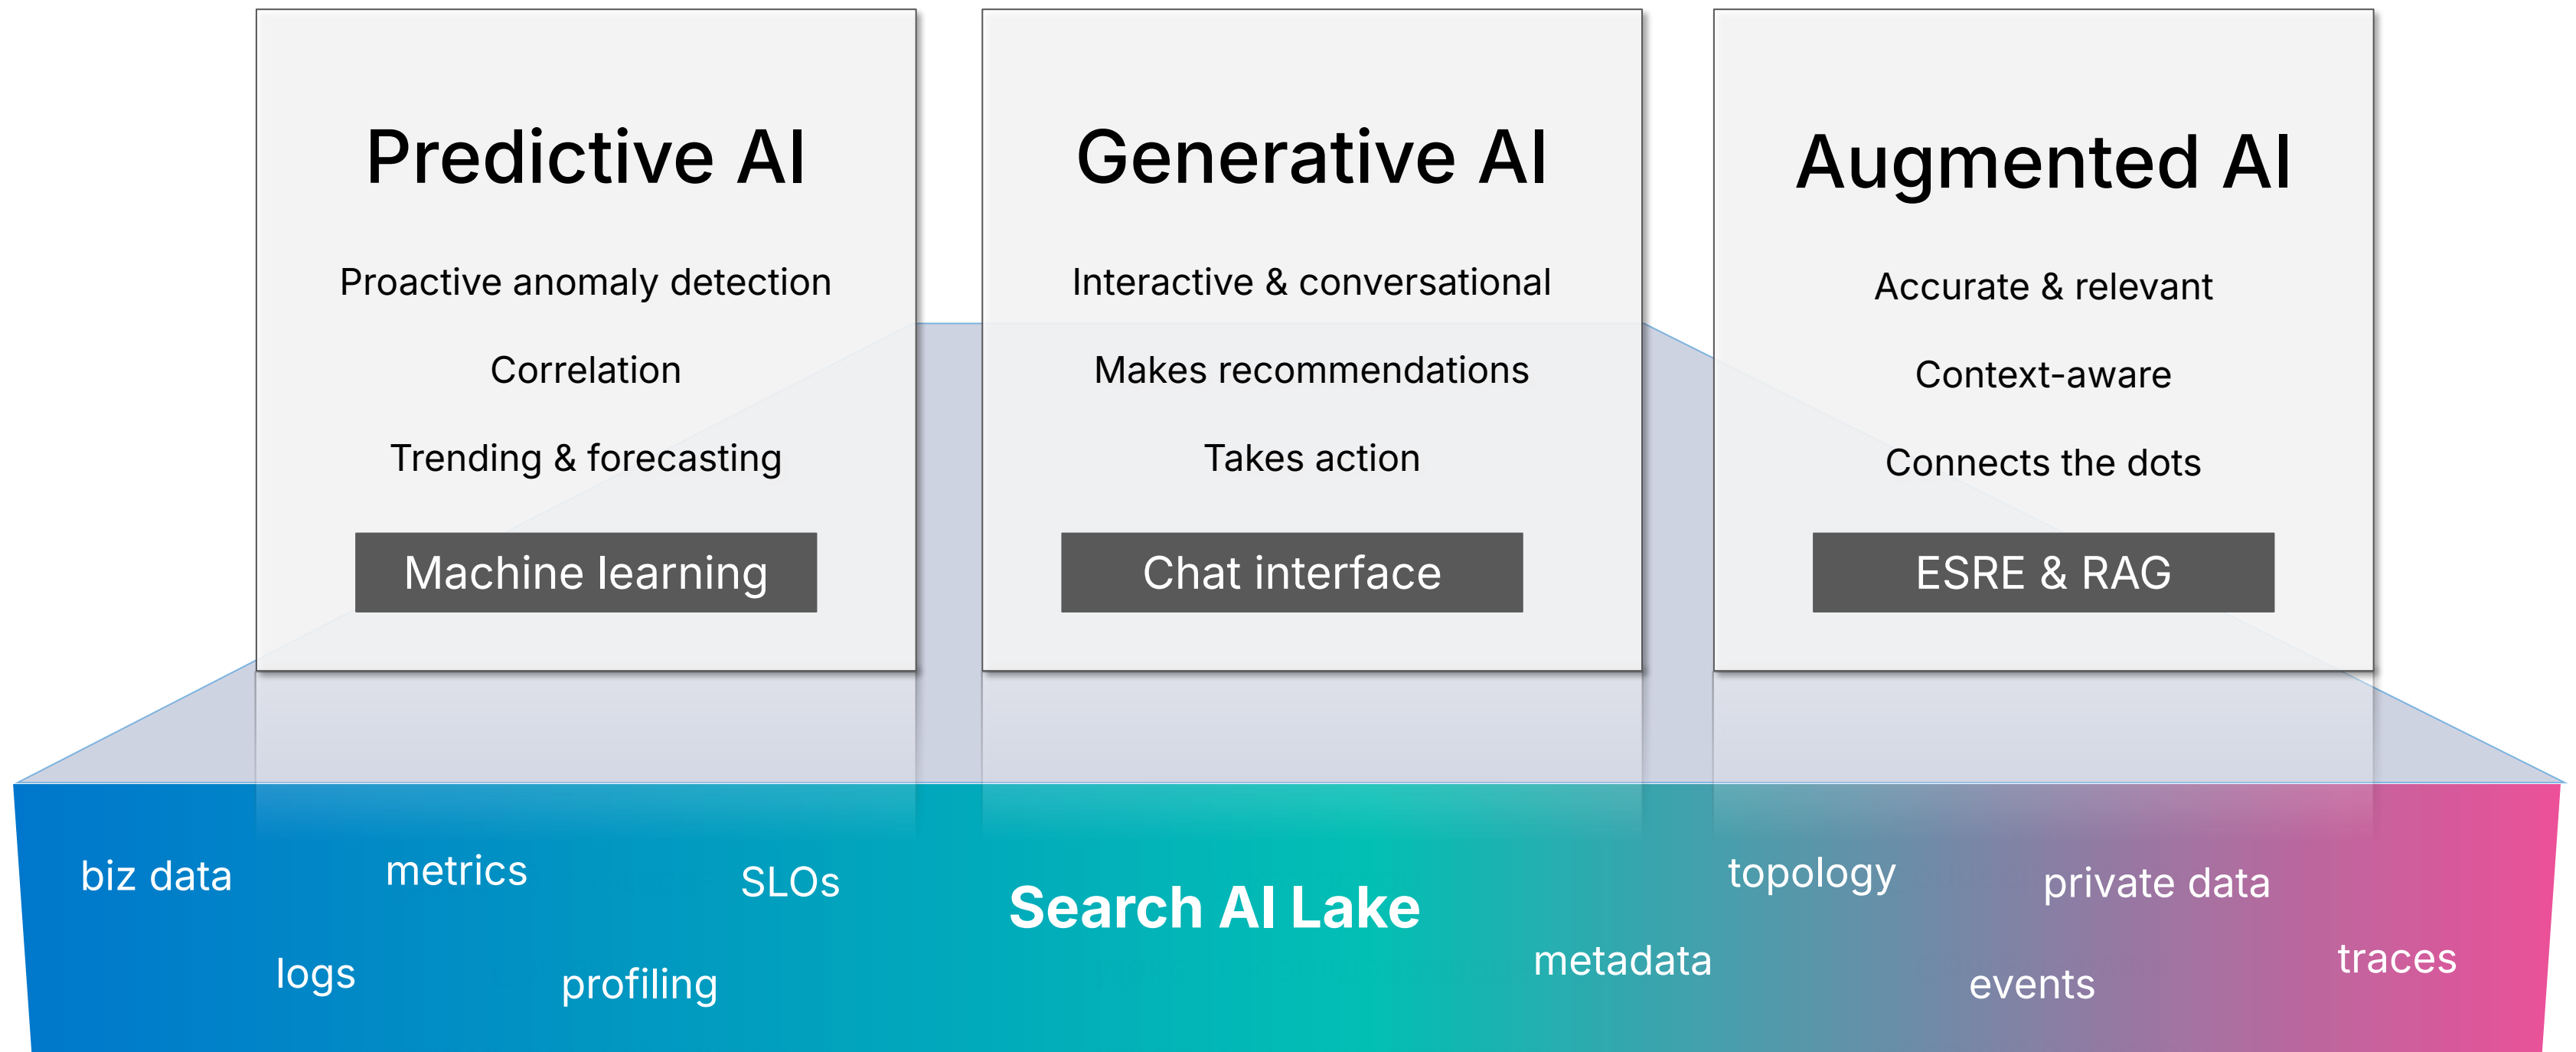 Predictive AI
Proactive anomaly detection
Correlation
Trending & forecasting
Machine learning
Generative AI
Interactive & conversational
Makes recommendations
Takes action
Chat interface
Augmented AI
Accurate & relevant
Context-aware
Connects the dots
ESRE & RAG
biz data
metrics
SLOs
logs
profiling
Search AI Lake
topology
private data
metadata
events
traces